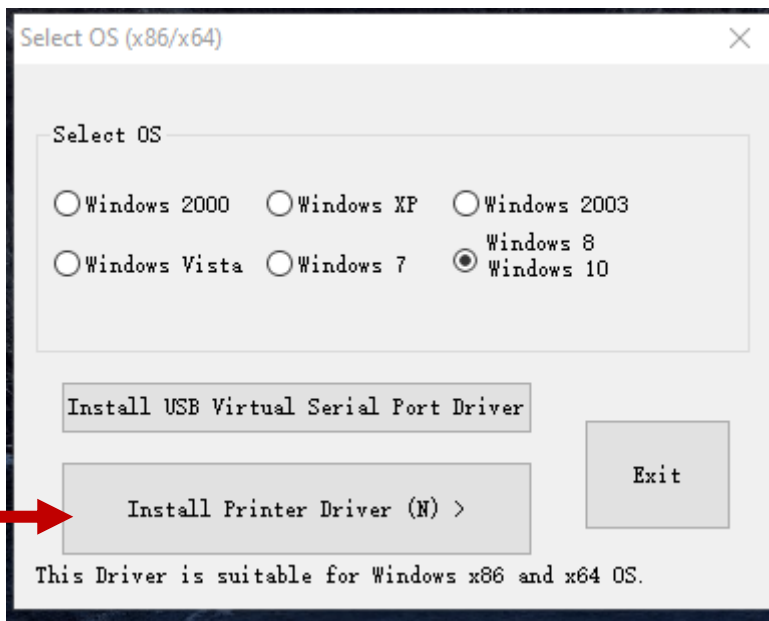 Select OS (x86/x64)
Select OS
Windows 2000
Windows XP
Windows 2003
Windows Vista
Windows 7
Windows 8
Windows 10
Install USB Virtual Serial Port Driver
Install Printer Driver (N) >
Exit
This Driver is suitable for Windows x86 and x64 OS.